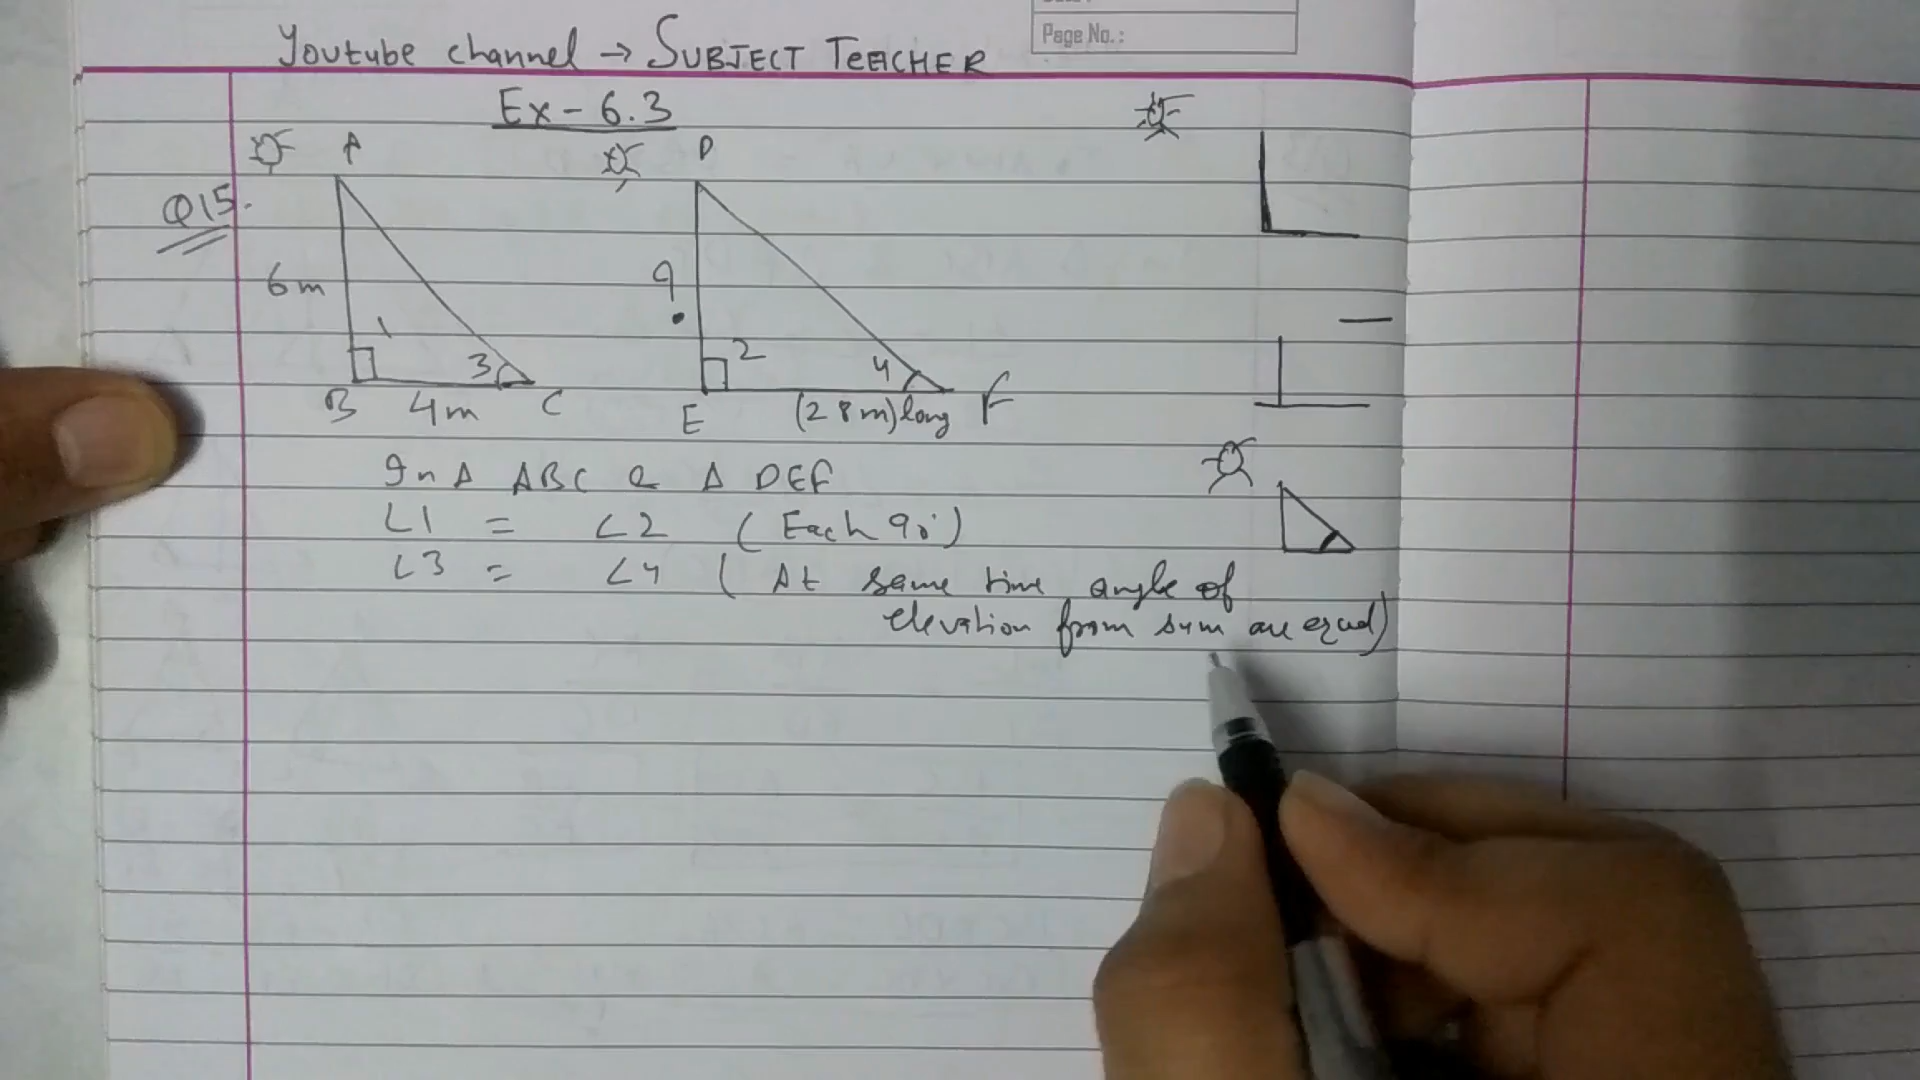 Page No.:
Youtube channel → SUBJECT TEACHER
Ex - 6.3
A
D
Q15.
6m
9
1
2
3
4
B 4m C
E (28m)long F
In Δ ABC & Δ DEF
∠1 = ∠2 (Each 90°)
∠3 = ∠4 (At same time angle of
elevation from sum are equal)